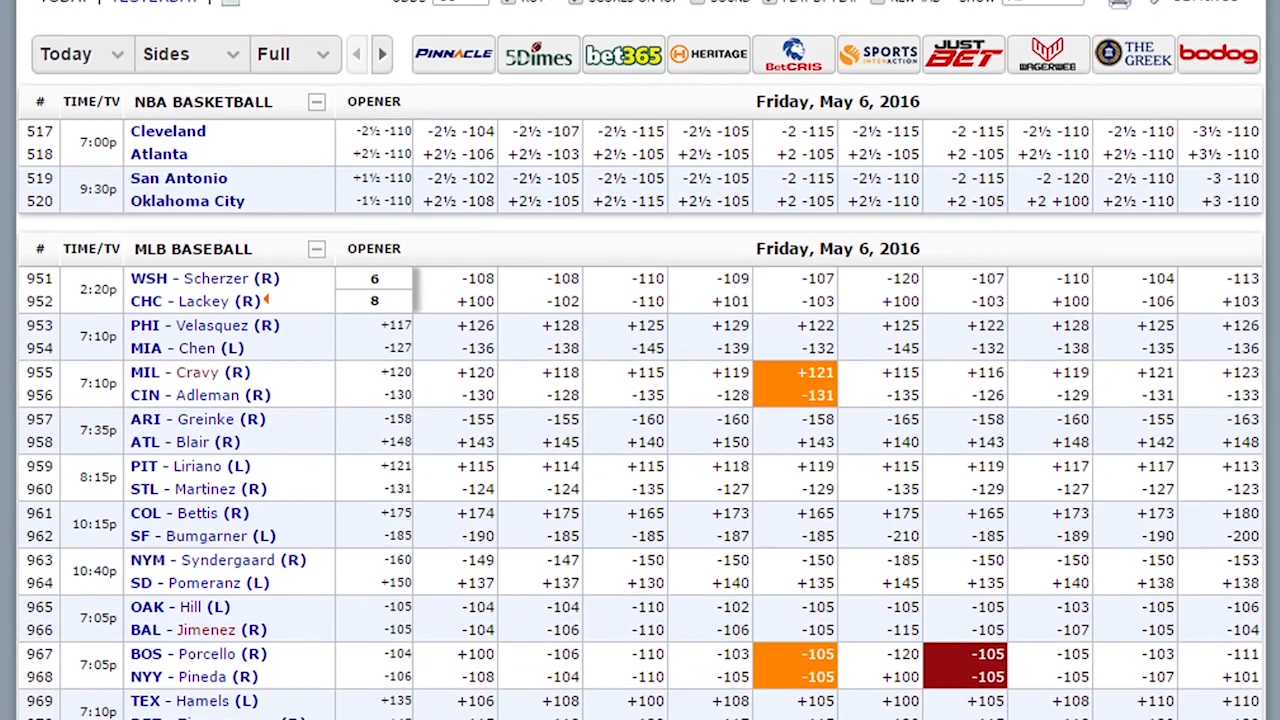 Today Sides Full PINNACLE 5Dimes bet365 HERITAGE BETCRIS SPORTS INTERACTION JUST BET WAGERWEB THE GREEK bodog
# TIME/TV NBA BASKETBALL OPENER Friday, May 6, 2016
517 7:00p Cleveland -2½ -110 -2½ -104 -2½ -107 -2½ -115 -2½ -105 -2 -115 -2½ -115 -2 -115 -2½ -110 -2½ -110 -3½ -110
518 Atlanta +2½ -110 +2½ -106 +2½ -103 +2½ -105 +2½ -105 +2 -105 +2½ -105 +2 -105 +2½ -110 +2½ -110 +3½ -110
519 9:30p San Antonio +1½ -110 -2½ -102 -2½ -105 -2½ -105 -2½ -105 -2 -115 -2½ -110 -2 -115 -2 -120 -2½ -110 -3 -110
520 Oklahoma City -1½ -110 +2½ -108 +2½ -105 +2½ -115 +2½ -105 +2 -105 +2½ -110 +2 -105 +2 +100 +2½ -110 +3 -110
# TIME/TV MLB BASEBALL OPENER Friday, May 6, 2016
951 2:20p WSH - Scherzer (R) 6 -108 -108 -110 -109 -107 -120 -107 -110 -104 -113
952 CHC - Lackey (R) 8 +100 -102 -110 +101 -103 +100 -103 +100 -106 +103
953 7:10p PHI - Velasquez (R) +117 +126 +128 +125 +129 +122 +125 +122 +128 +125 +126
954 MIA - Chen (L) -127 -136 -138 -145 -139 -132 -145 -132 -138 -135 -136
955 7:10p MIL - Cravy (R) +120 +120 +118 +115 +119 +121 +115 +116 +119 +121 +123
956 CIN - Adleman (R) -130 -130 -128 -135 -128 -131 -135 -126 -129 -131 -133
957 7:35p ARI - Greinke (R) -158 -155 -155 -160 -160 -158 -165 -158 -160 -155 -163
958 ATL - Blair (R) +148 +143 +145 +140 +150 +143 +140 +143 +148 +142 +148
959 8:15p PIT - Liriano (L) +121 +115 +114 +115 +118 +119 +115 +119 +117 +117 +113
960 STL - Martinez (R) -131 -124 -124 -135 -127 -129 -135 -129 -127 -127 -123
961 10:15p COL - Bettis (R) +175 +174 +175 +165 +173 +165 +175 +165 +173 +173 +180
962 SF - Bumgarner (L) -185 -190 -185 -185 -187 -185 -210 -185 -189 -190 -200
963 10:40p NYM - Syndergaard (R) -160 -149 -147 -150 -150 -150 -185 -150 -150 -150 -153
964 SD - Pomeranz (L) +150 +137 +137 +130 +140 +135 +145 +135 +140 +138 +138
965 7:05p OAK - Hill (L) -105 -104 -104 -110 -102 -105 -105 -105 -103 -105 -106
966 BAL - Jimenez (R) -105 -104 -106 -110 -106 -105 -115 -105 -107 -105 -104
967 7:05p BOS - Porcello (R) -104 +100 -106 -110 -103 -105 -120 -105 -105 -103 -111
968 NYY - Pineda (R) -106 -108 -104 -110 -105 -105 +100 -105 -105 -107 +101
969 7:10p TEX - Hamels (L) +135 +106 +108 +100 +108 +105 +100 +105 +108 +110 +110